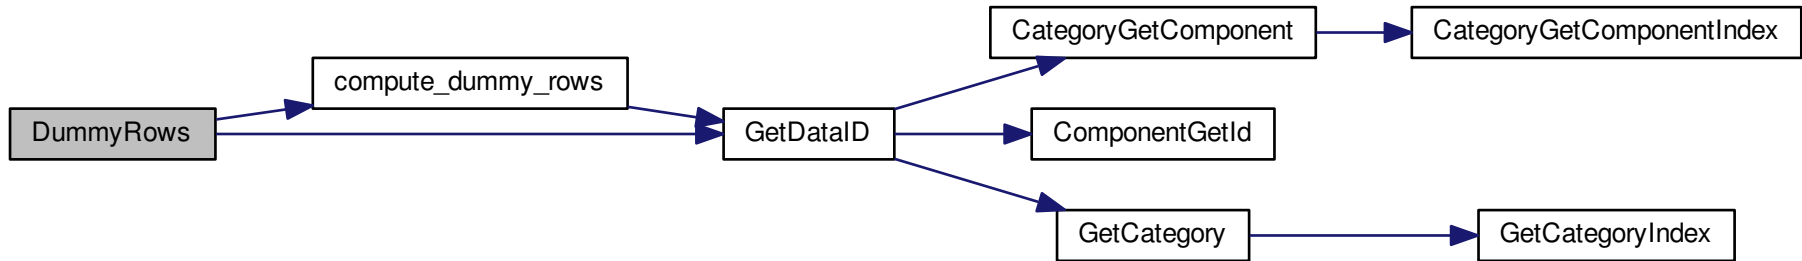 DummyRows
compute_dummy_rows
GetDataID
CategoryGetComponent
CategoryGetComponentIndex
ComponentGetId
GetCategory
GetCategoryIndex